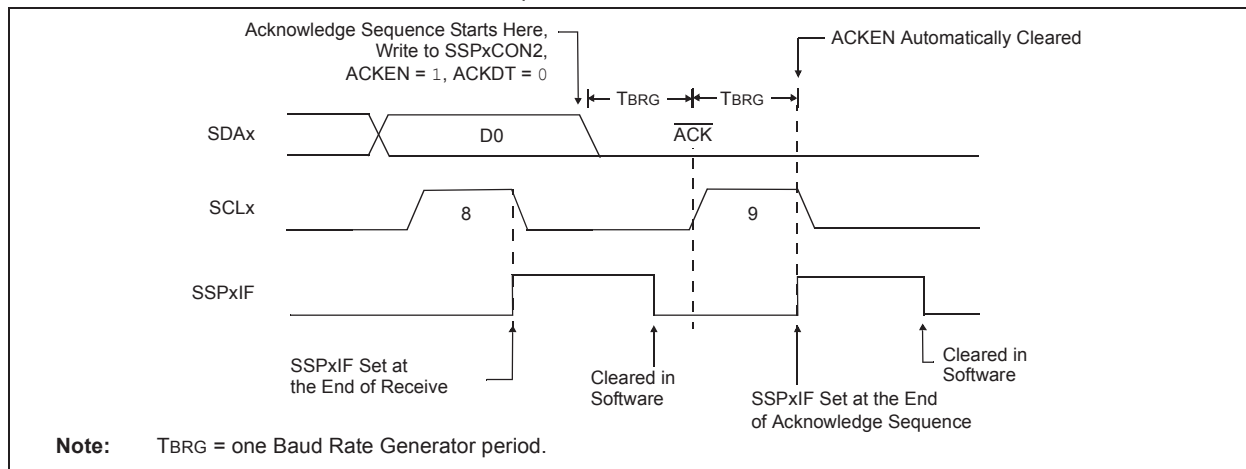 Acknowledge Sequence Starts Here,
Write to SSPxCON2,
ACKEN = 1, ACKDT = 0
ACKEN Automatically Cleared
TBRG
TBRG
SDAx
D0
ACK
SCLx
8
9
SSPxIF
SSPxIF Set at
the End of Receive
Cleared in
Software
SSPxIF Set at the End
of Acknowledge Sequence
Cleared in
Software
Note: TBRG = one Baud Rate Generator period.